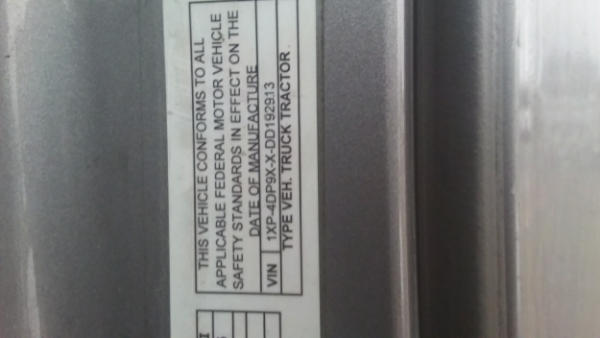 THIS VEHICLE CONFORMS TO ALL
APPLICABLE FEDERAL MOTOR VEHICLE
SAFETY STANDARDS IN EFFECT ON THE
DATE OF MANUFACTURE
VIN 1XP-4DP9X-X-DD192913
TYPE VEH. TRUCK TRACTOR